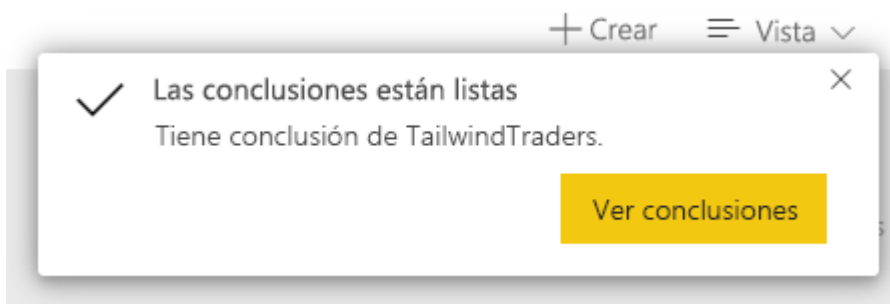 Crear Vista
Las conclusiones están listas
Tiene conclusión de TailwindTraders.
Ver conclusiones